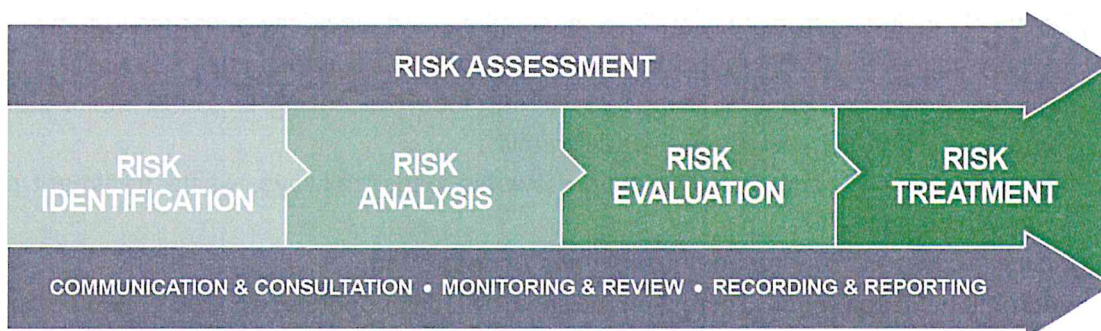 RISK ASSESSMENT
RISK
IDENTIFICATION
RISK
ANALYSIS
RISK
EVALUATION
RISK
TREATMENT
COMMUNICATION & CONSULTATION • MONITORING & REVIEW • RECORDING & REPORTING